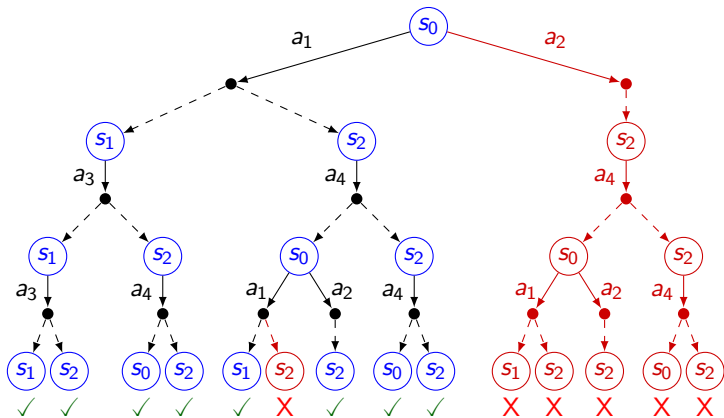 s0
a1 a2
s1 s2 s2
a3 a4 a4
s1 s2 s0 s2 s0 s2
a3 a4 a1 a2 a4 a1 a2 a4
s1 s2 s0 s2 s1 s2 s2 s0 s2 s1 s2 s2 s0 s2
✓ ✓ ✓ ✓ ✓ X ✓ ✓ ✓ X X X X X